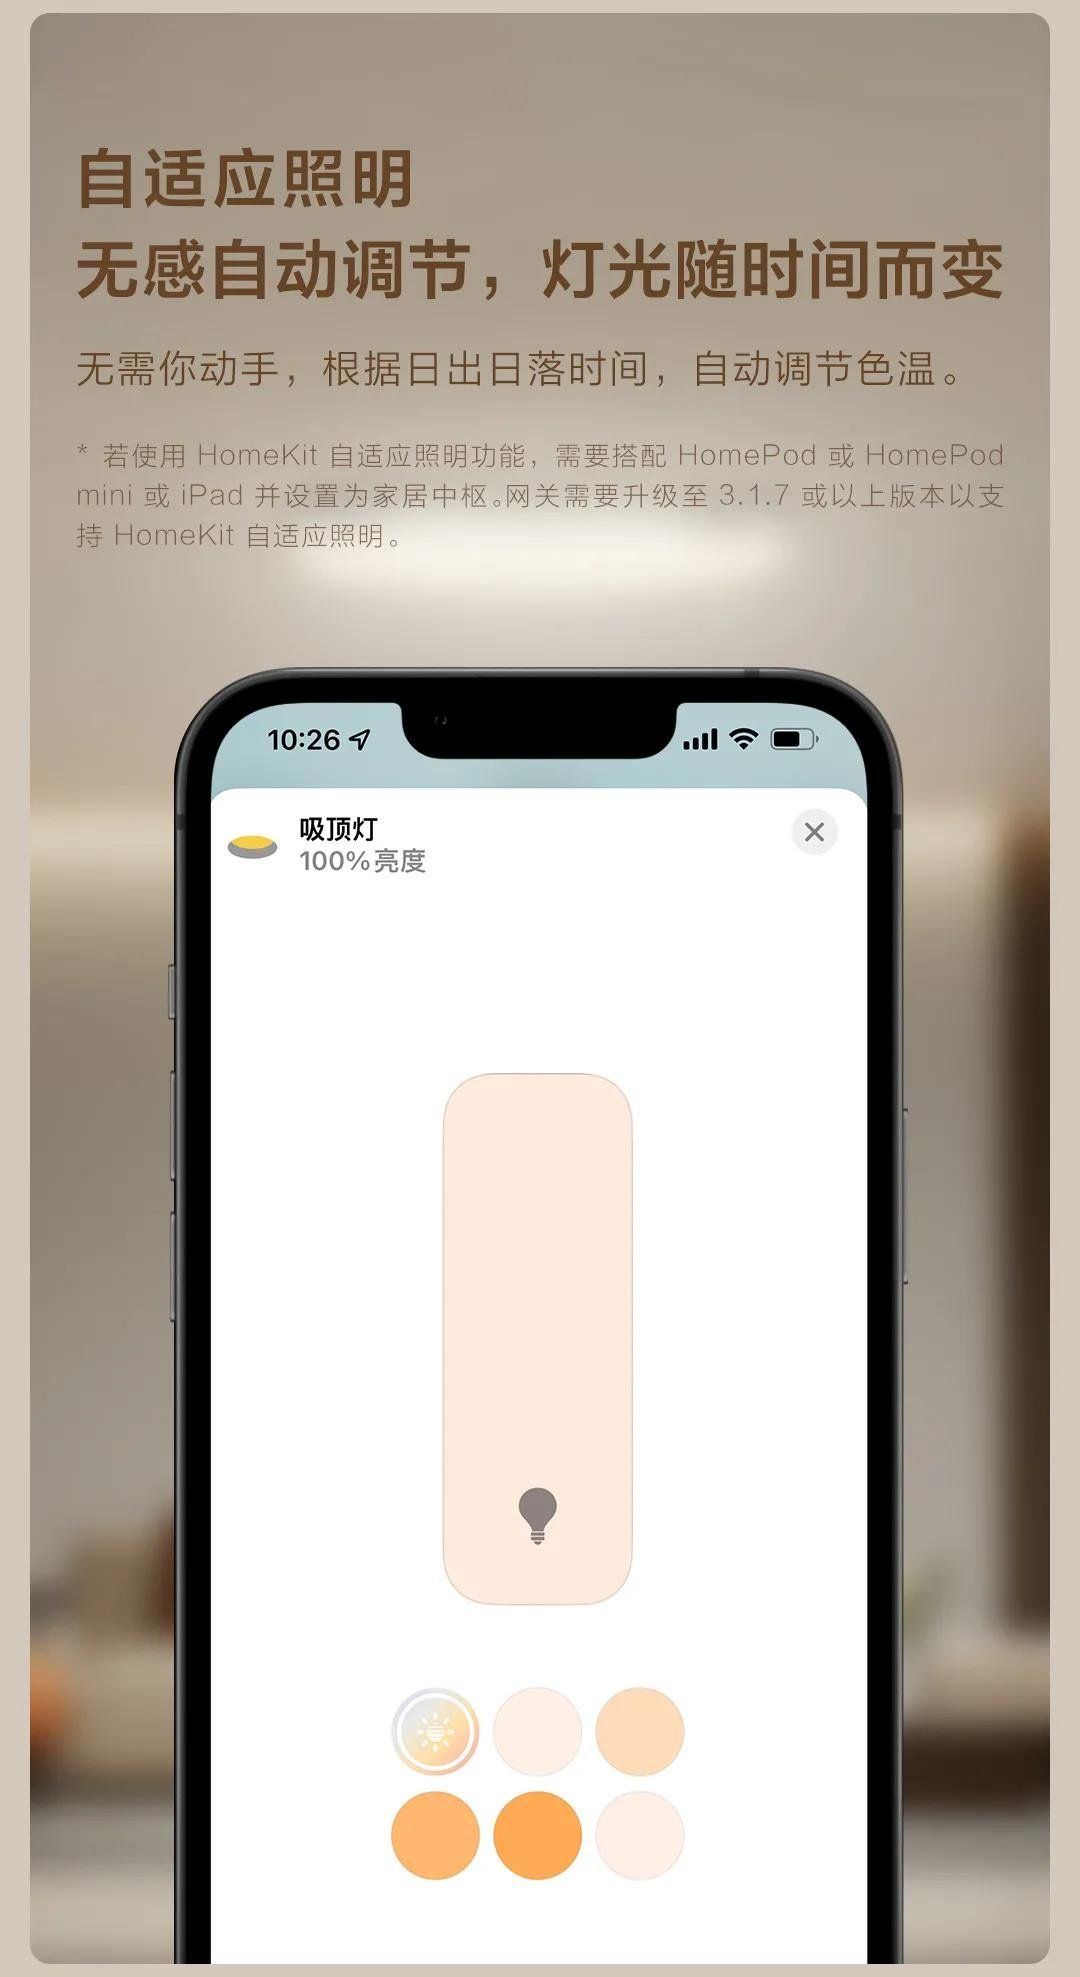 自适应照明
无感自动调节，灯光随时间而变
无需你动手，根据日出日落时间，自动调节色温。
* 若使用 HomeKit 自适应照明功能，需要搭配 HomePod 或 HomePod
mini 或 iPad 并设置为家居中枢。网关需要升级至 3.1.7 或以上版本以支
持 HomeKit 自适应照明。
10:26
吸顶灯
100%亮度